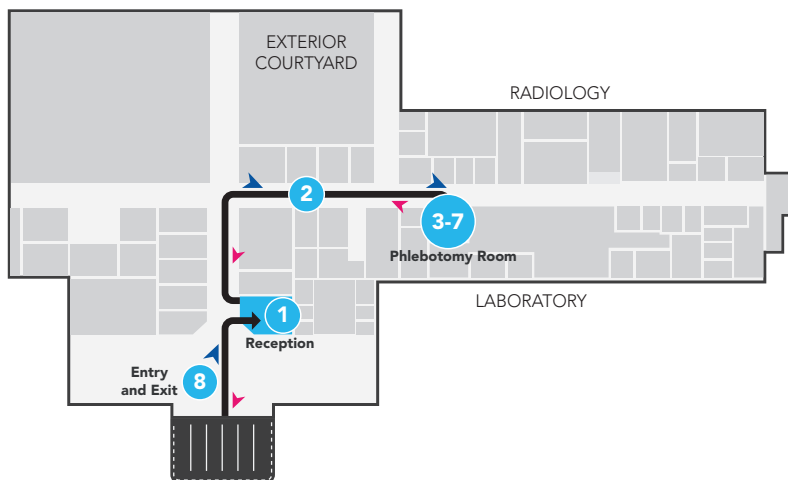 EXTERIOR
COURTYARD
RADIOLOGY
2
3-7
Phlebotomy Room
LABORATORY
1
Reception
Entry
and Exit
8